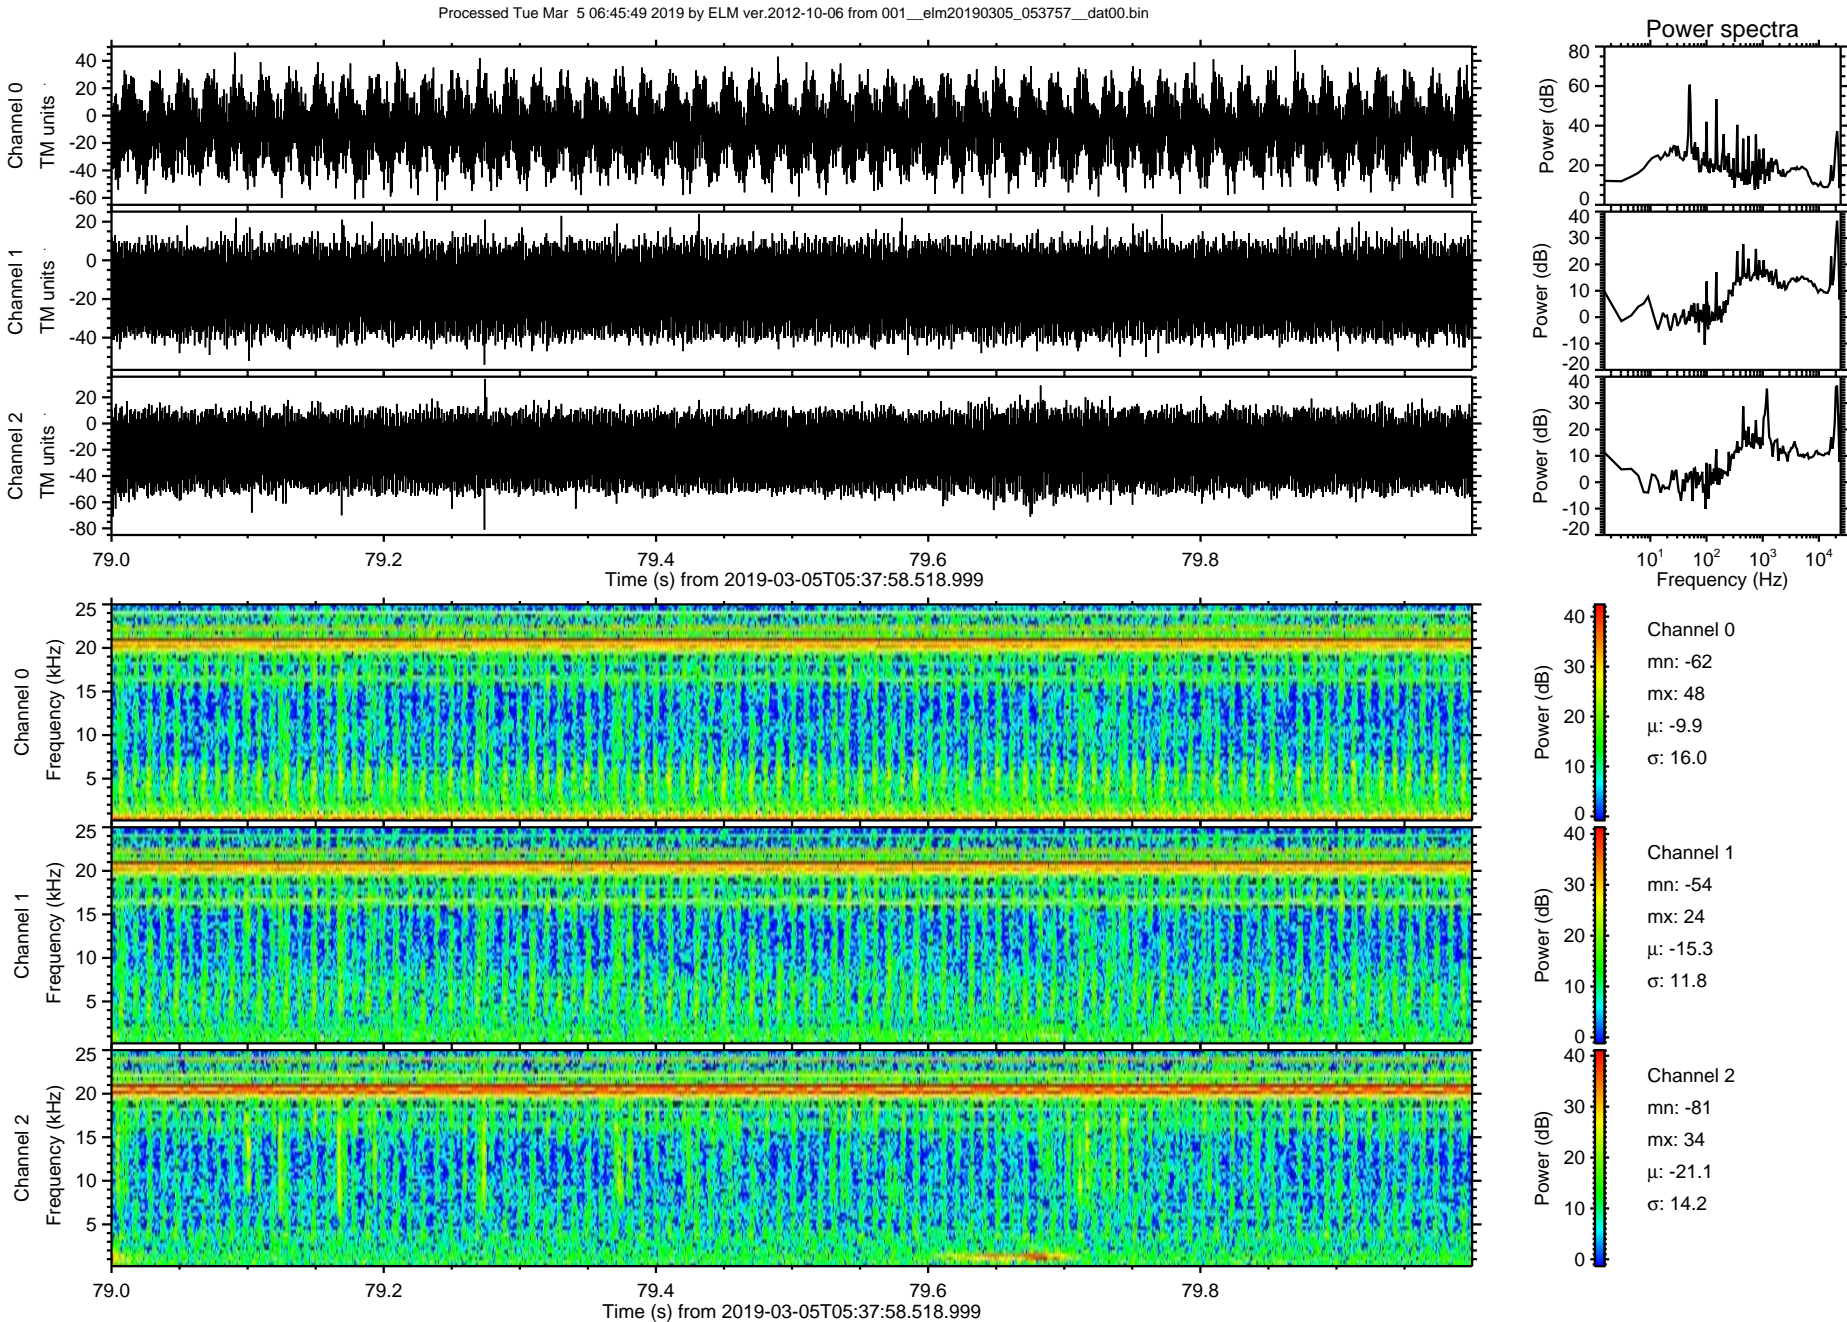 Processed Tue Mar  5 06:45:49 2019 by ELM ver.2012-10-06 from 001__elm20190305_053757__dat00.bin
Power spectra
Channel 0
TM units
40
20
0
-20
-40
-60
Power (dB)
80
60
40
20
0
Channel 1
TM units
20
0
-20
-40
Power (dB)
40
30
20
10
0
-10
-20
Channel 2
TM units
20
0
-20
-40
-60
-80
Power (dB)
40
30
20
10
0
-10
-20
79.0 79.2 79.4 79.6 79.8
Time (s) from 2019-03-05T05:37:58.518.999
10¹ 10² 10³ 10⁴
Frequency (Hz)
Channel 0
Frequency (kHz)
25
20
15
10
5
Power (dB)
40
30
20
10
0
Channel 0
mn: -62
mx: 48
μ: -9.9
σ: 16.0
Channel 1
Frequency (kHz)
25
20
15
10
5
Power (dB)
40
30
20
10
0
Channel 1
mn: -54
mx: 24
μ: -15.3
σ: 11.8
Channel 2
Frequency (kHz)
25
20
15
10
5
Power (dB)
40
30
20
10
0
Channel 2
mn: -81
mx: 34
μ: -21.1
σ: 14.2
79.0 79.2 79.4 79.6 79.8
Time (s) from 2019-03-05T05:37:58.518.999